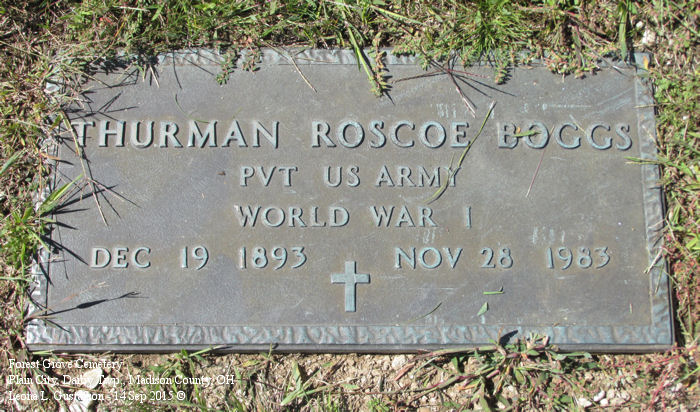 THURMAN ROSCOE BOGGS
PVT US ARMY
WORLD WAR I
DEC 19 1893 NOV 28 1983
Forest Grove Cemetery
Plain City, Darby Twp., Madison County, OH
Leona L. Gustafson - 14 Sep 2015 ©